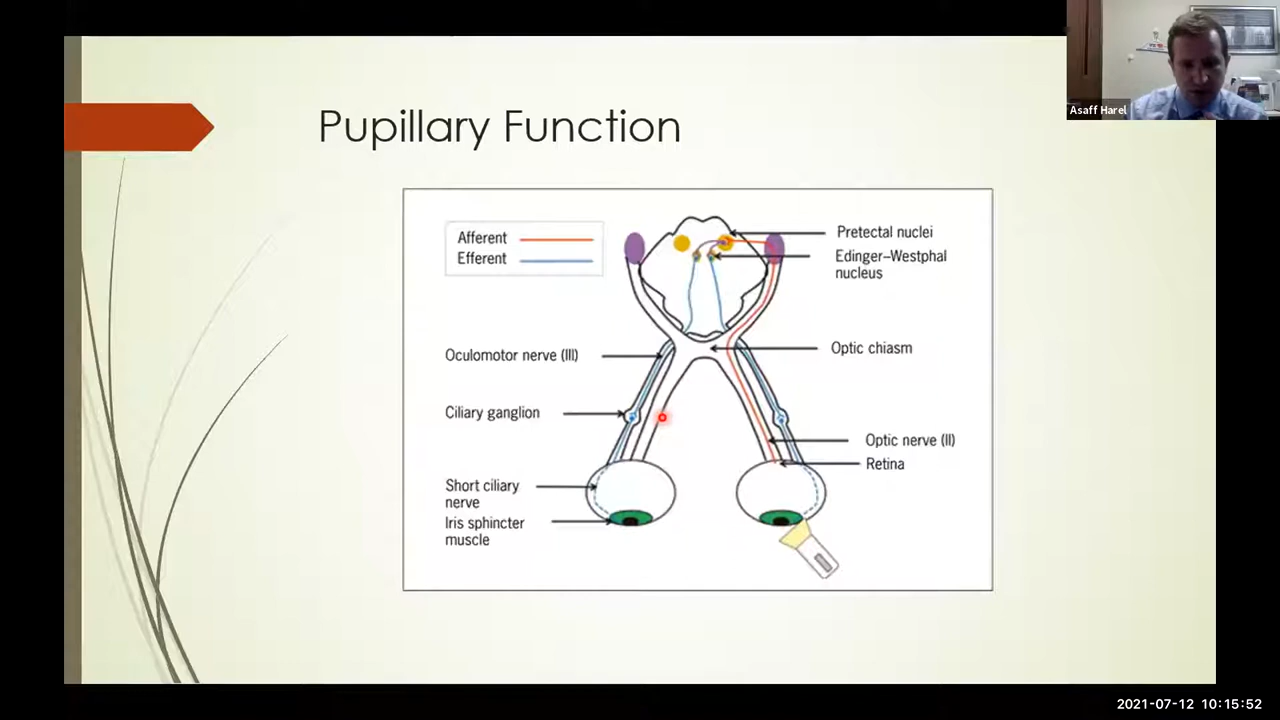 Asaff Harel
Pupillary Function
Afferent
Efferent
Pretectal nuclei
Edinger–Westphal
nucleus
Oculomotor nerve (III)
Optic chiasm
Ciliary ganglion
Optic nerve (II)
Retina
Short ciliary
nerve
Iris sphincter
muscle
2021-07-12 10:15:52